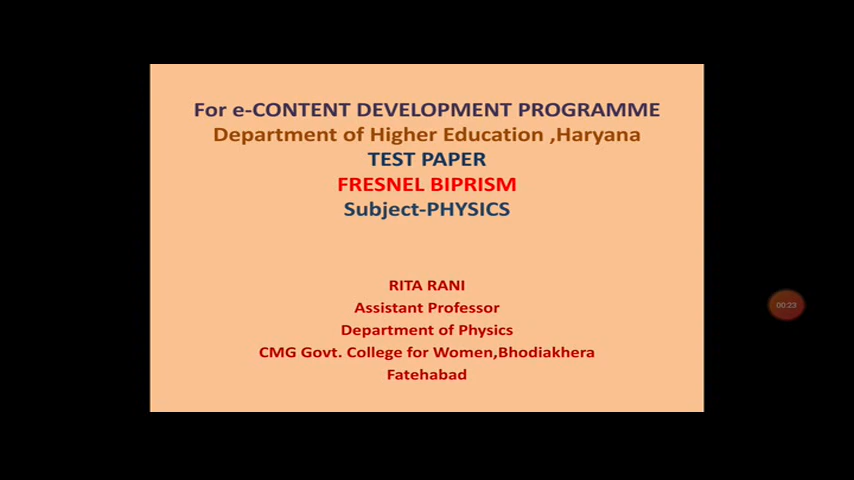 For e-CONTENT DEVELOPMENT PROGRAMME
Department of Higher Education ,Haryana
TEST PAPER
FRESNEL BIPRISM
Subject-PHYSICS
RITA RANI
Assistant Professor
Department of Physics
CMG Govt. College for Women,Bhodiakhera
Fatehabad
00:23